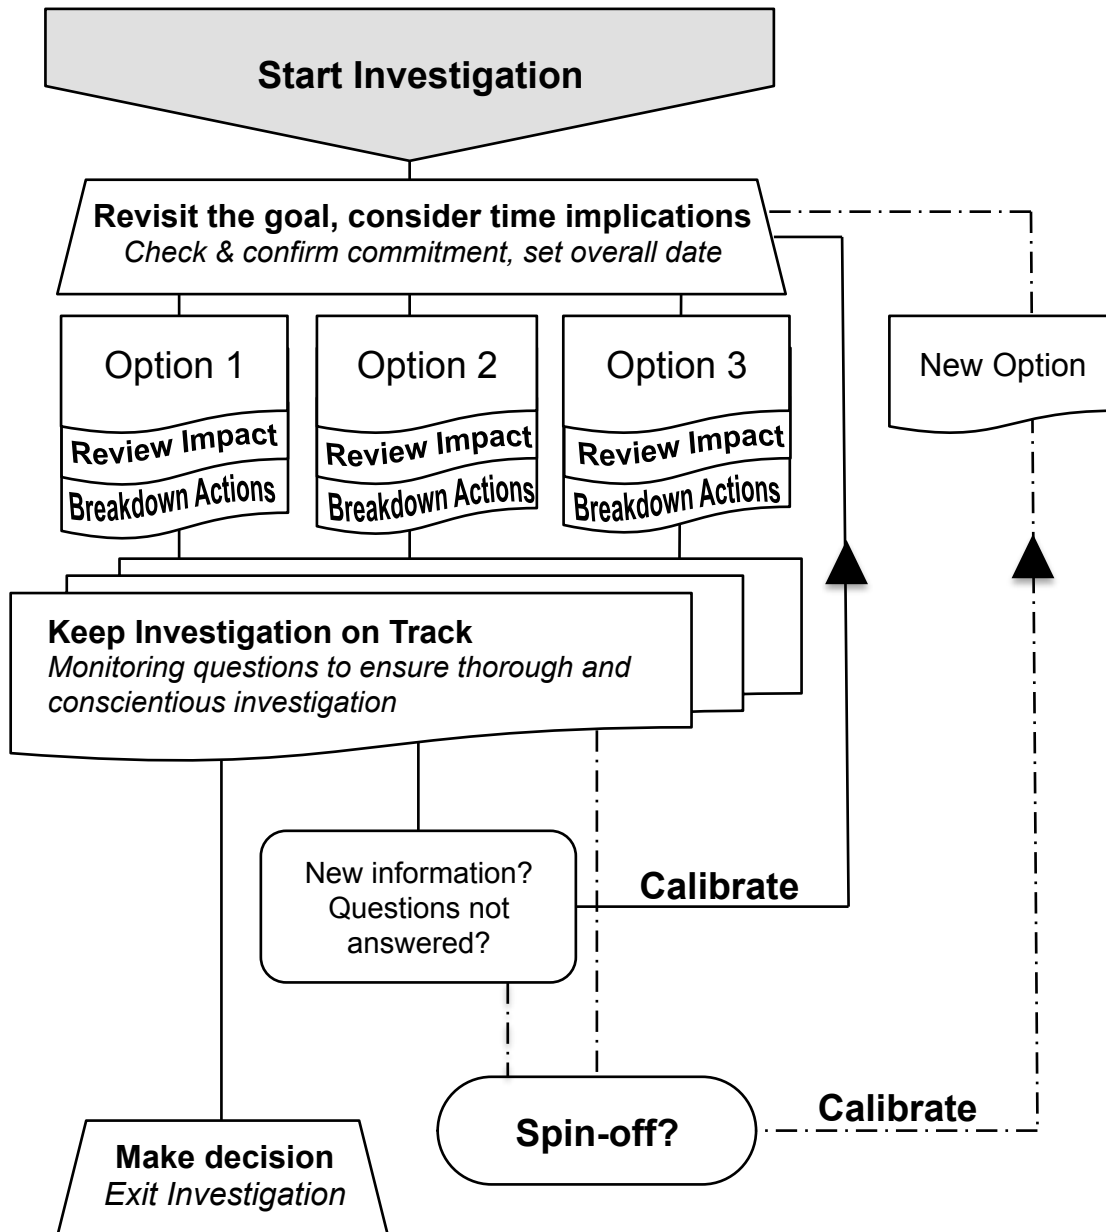 Start Investigation
Revisit the goal, consider time implications
Check & confirm commitment, set overall date
Option 1
Review Impact
Breakdown Actions
Option 2
Review Impact
Breakdown Actions
Option 3
Review Impact
Breakdown Actions
New Option
Keep Investigation on Track
Monitoring questions to ensure thorough and
conscientious investigation
New information?
Questions not
answered?
Calibrate
Spin-off?
Calibrate
Make decision
Exit Investigation